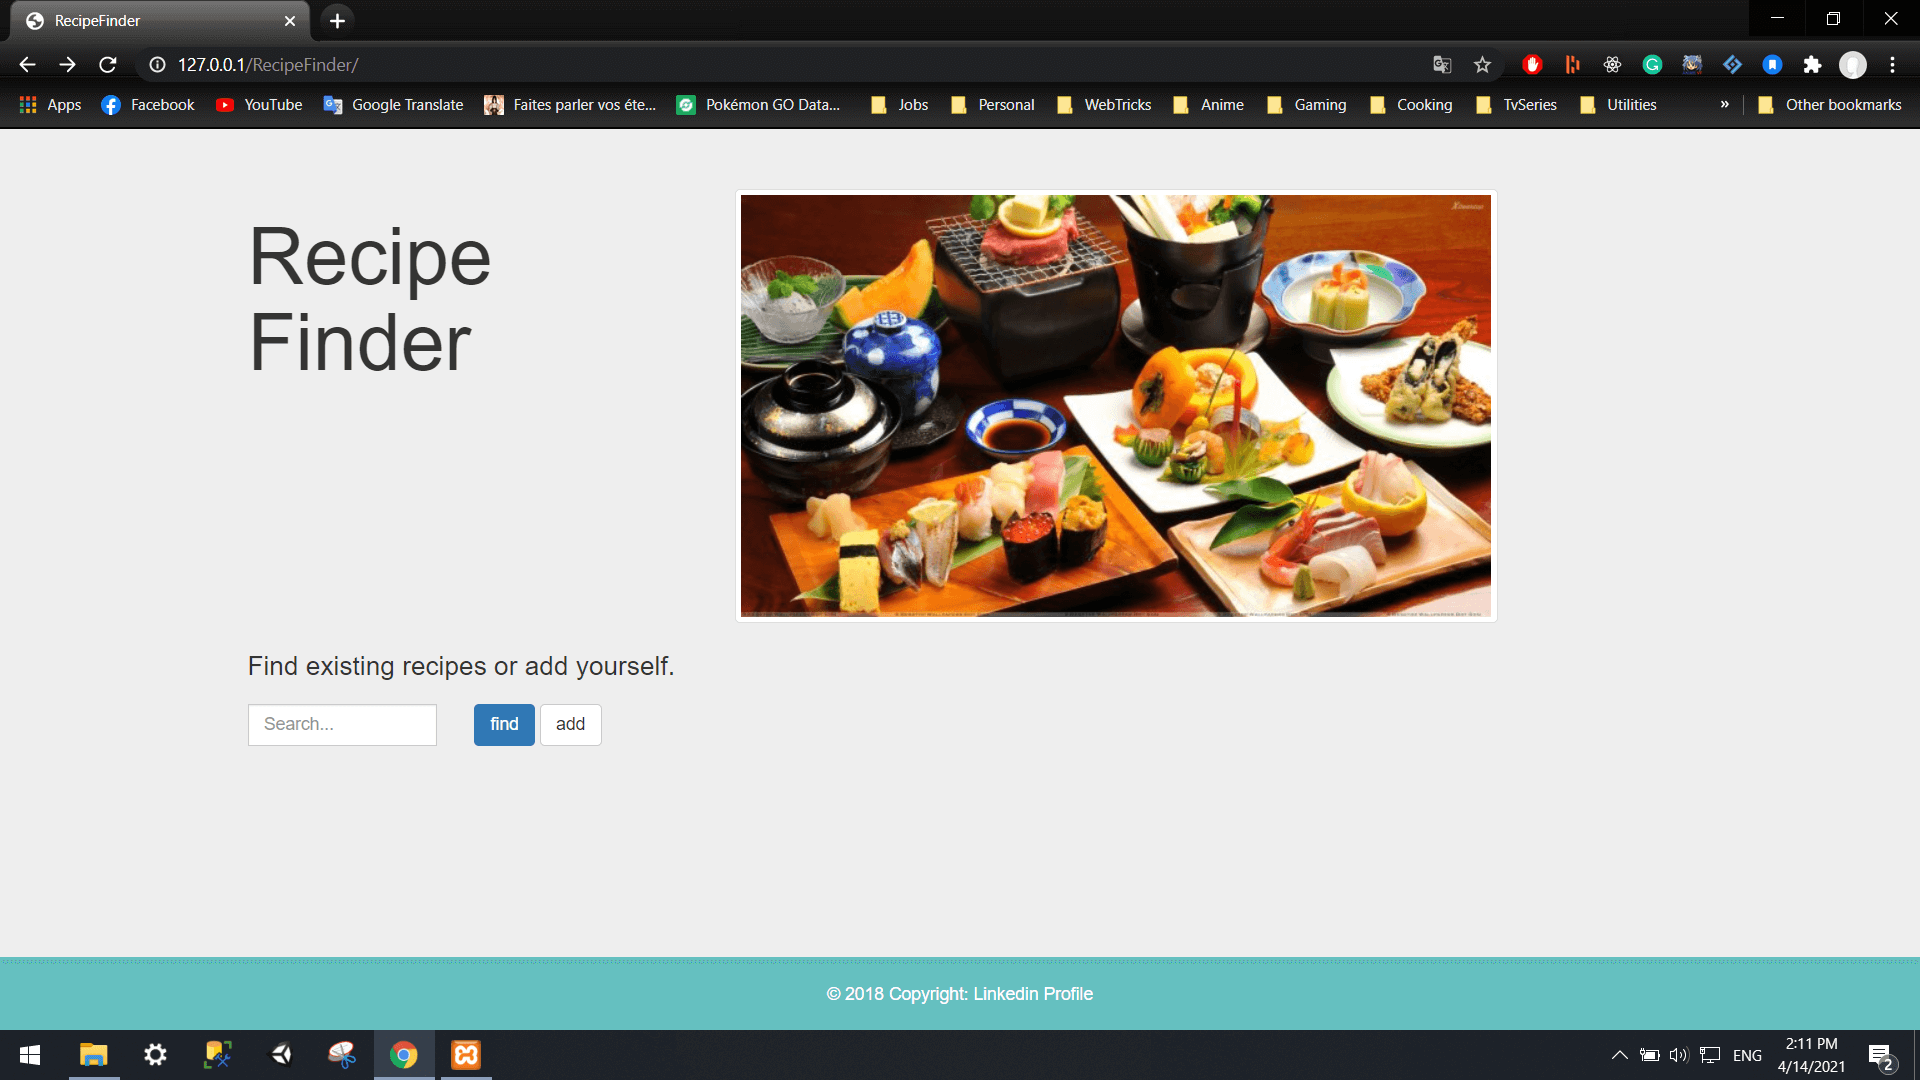 RecipeFinder
127.0.0.1/RecipeFinder/
Apps Facebook YouTube Google Translate Faites parler vos éte... Pokémon GO Data... Jobs Personal WebTricks Anime Gaming Cooking TvSeries Utilities » Other bookmarks
Recipe
Finder
Find existing recipes or add yourself.
Search... find add
© 2018 Copyright: Linkedin Profile
ENG
2:11 PM
4/14/2021
2